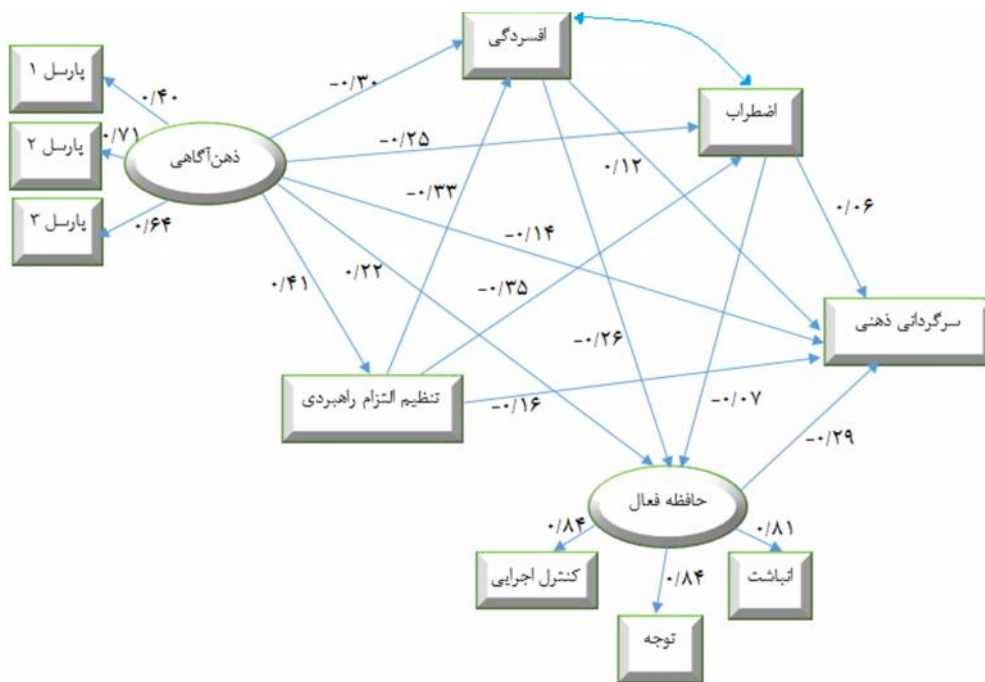 افسردگی
پارسل ۱
-۰/۳۰
۰/۴۰
اضطراب
۰/۷۱
پارسل ۲
ذهن‌آگاهی
-۰/۲۵
۰/۱۲
-۰/۳۳
پارسل ۳
۰/۶۴
۰/۰۶
-۰/۱۴
۰/۲۲
۰/۴۱
-۰/۳۵
سرگردانی ذهنی
-۰/۲۶
تنظیم التزام راهبردی
-۰/۱۶
-۰/۰۷
-۰/۲۹
حافظه فعال
۰/۸۴
۰/۸۱
کنترل اجرایی
۰/۸۴
انباشت
توجه